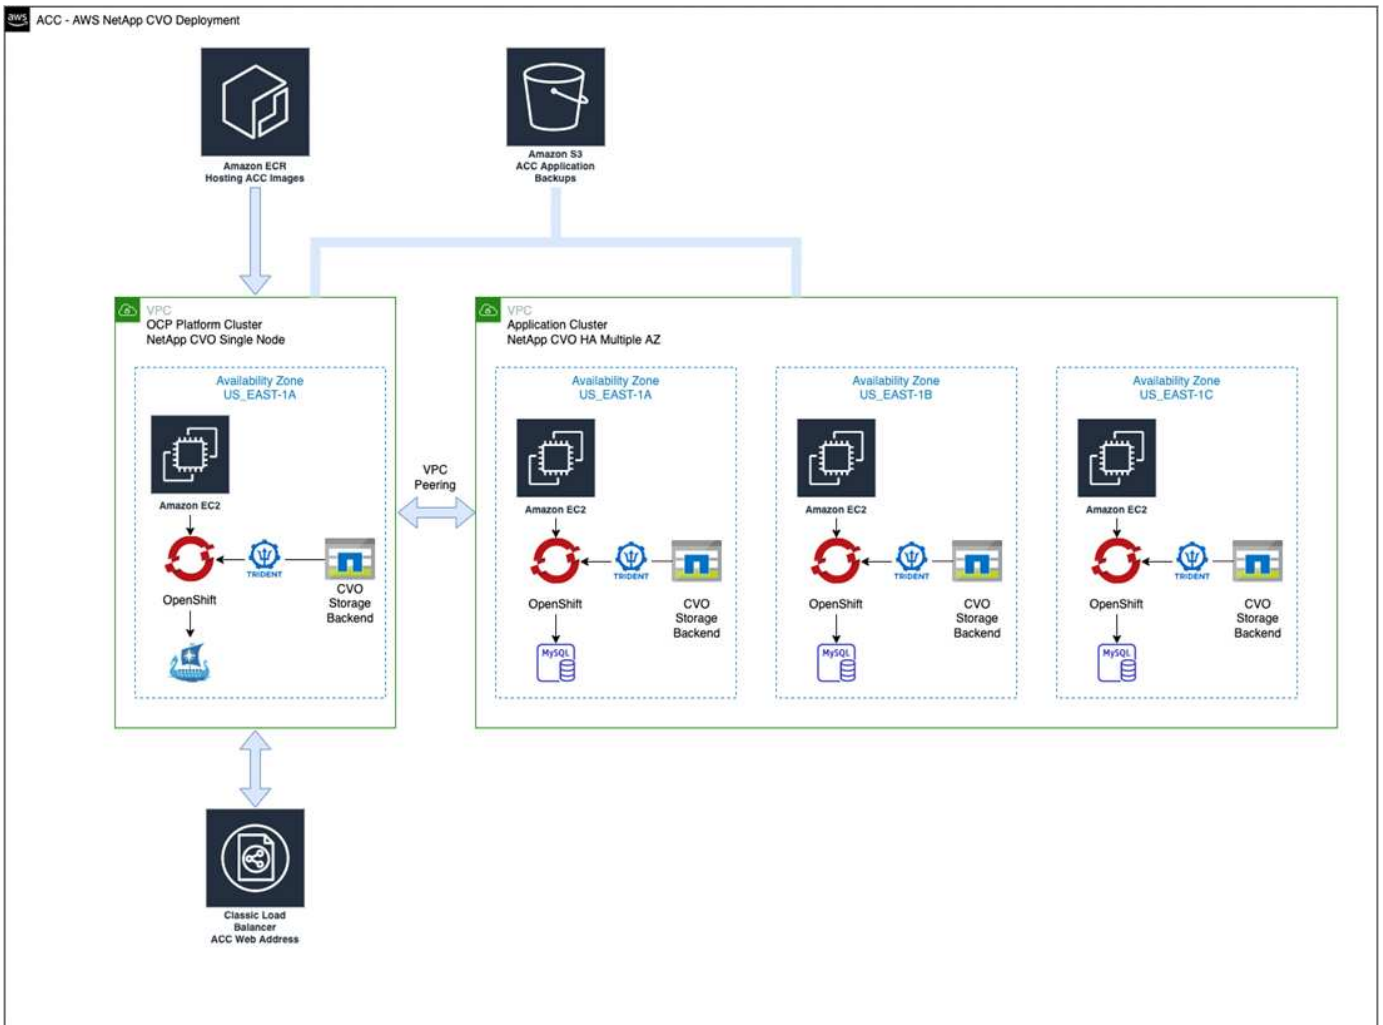 aws
ACC - AWS NetApp CVO Deployment
Amazon ECR
Hosting ACC Images
Amazon S3
ACC Application
Backups
VPC
OCP Platform Cluster
NetApp CVO Single Node
Availability Zone
US_EAST-1A
Amazon EC2
TRIDENT
OpenShift
CVO
Storage
Backend
VPC
Peering
VPC
Application Cluster
NetApp CVO HA Multiple AZ
Availability Zone
US_EAST-1A
Amazon EC2
TRIDENT
OpenShift
CVO
Storage
Backend
MySQL
Availability Zone
US_EAST-1B
Amazon EC2
TRIDENT
OpenShift
CVO
Storage
Backend
MySQL
Availability Zone
US_EAST-1C
Amazon EC2
TRIDENT
OpenShift
CVO
Storage
Backend
MySQL
Classic Load
Balancer
ACC Web Address